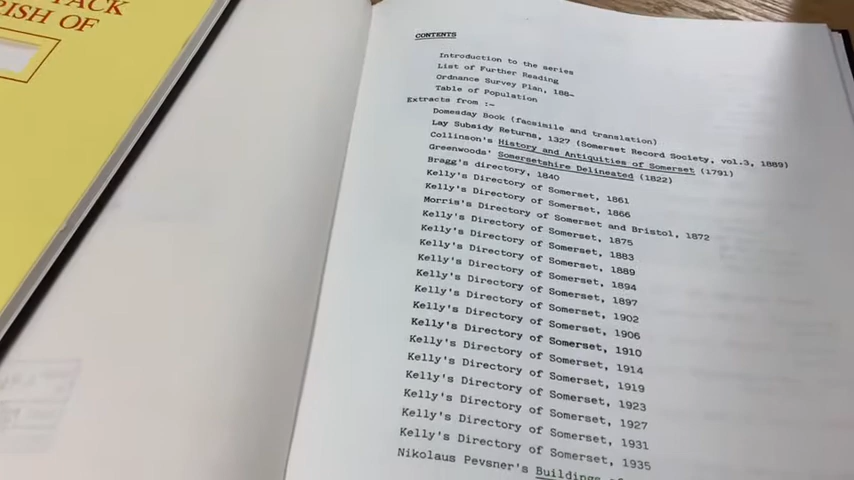 PACK
RISH OF
CONTENTS
Introduction to the series
List of Further Reading
Ordnance Survey Plan, 188-
Table of Population
Extracts from :-
Domesday Book (facsimile and translation)
Lay Subsidy Returns, 1327 (Somerset Record Society, vol.3, 1889)
Collinson's History and Antiquities of Somerset (1791)
Greenwoods' Somersetshire Delineated (1822)
Bragg's directory, 1840
Kelly's Directory of Somerset, 1861
Kelly's Directory of Somerset, 1866
Morris's Directory of Somerset and Bristol, 1872
Kelly's Directory of Somerset, 1875
Kelly's Directory of Somerset, 1883
Kelly's Directory of Somerset, 1889
Kelly's Directory of Somerset, 1894
Kelly's Directory of Somerset, 1897
Kelly's Directory of Somerset, 1902
Kelly's Directory of Somerset, 1906
Kelly's Directory of Somerset, 1910
Kelly's Directory of Somerset, 1914
Kelly's Directory of Somerset, 1919
Kelly's Directory of Somerset, 1923
Kelly's Directory of Somerset, 1927
Kelly's Directory of Somerset, 1931
Kelly's Directory of Somerset, 1935
Nikolaus Pevsner's Buildings